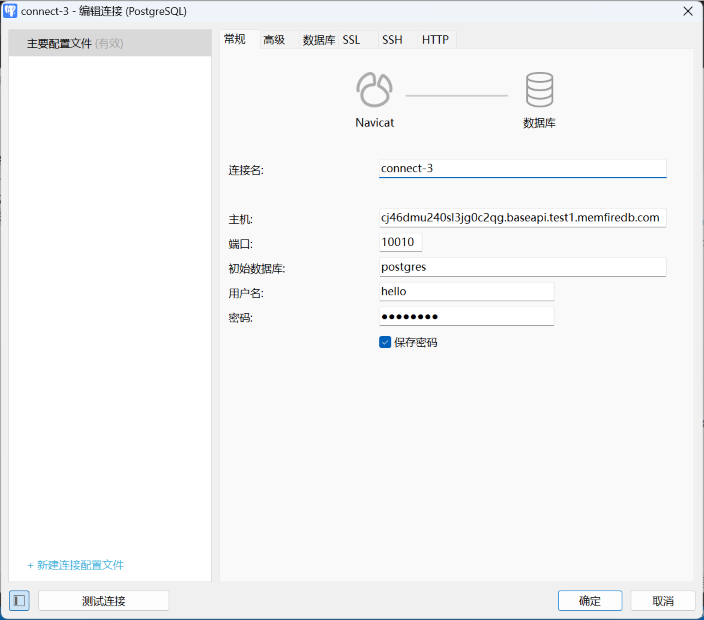 connect-3 - 编辑连接 (PostgreSQL)
主要配置文件 (有效)
常规 高级 数据库 SSL SSH HTTP
Navicat 数据库
连接名: connect-3
主机: cj46dmu240sl3jg0c2qg.baseapi.test1.memfiredb.com
端口: 10010
初始数据库: postgres
用户名: hello
密码: ●●●●●●●●
保存密码
+ 新建连接配置文件
测试连接 确定 取消